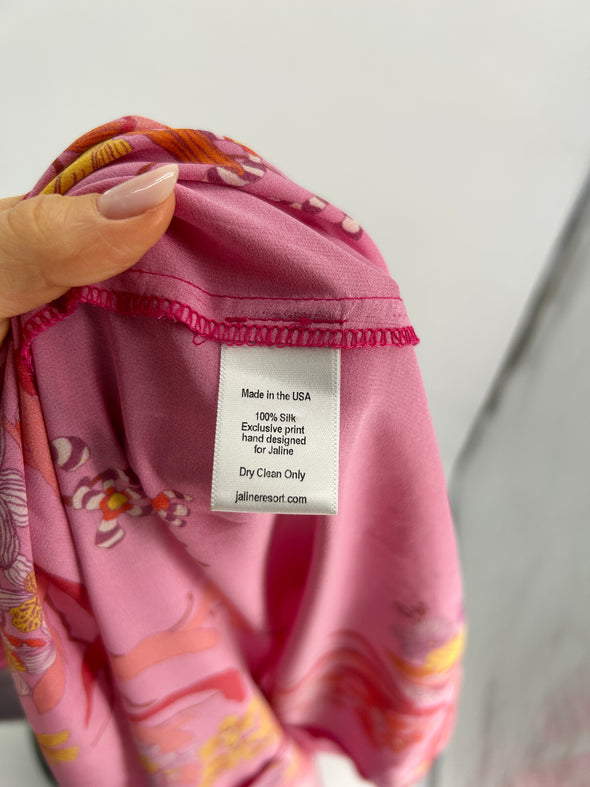 Made in the USA
100% Silk
Exclusive print
hand designed
for Jaline
Dry Clean Only
jalineresort.com